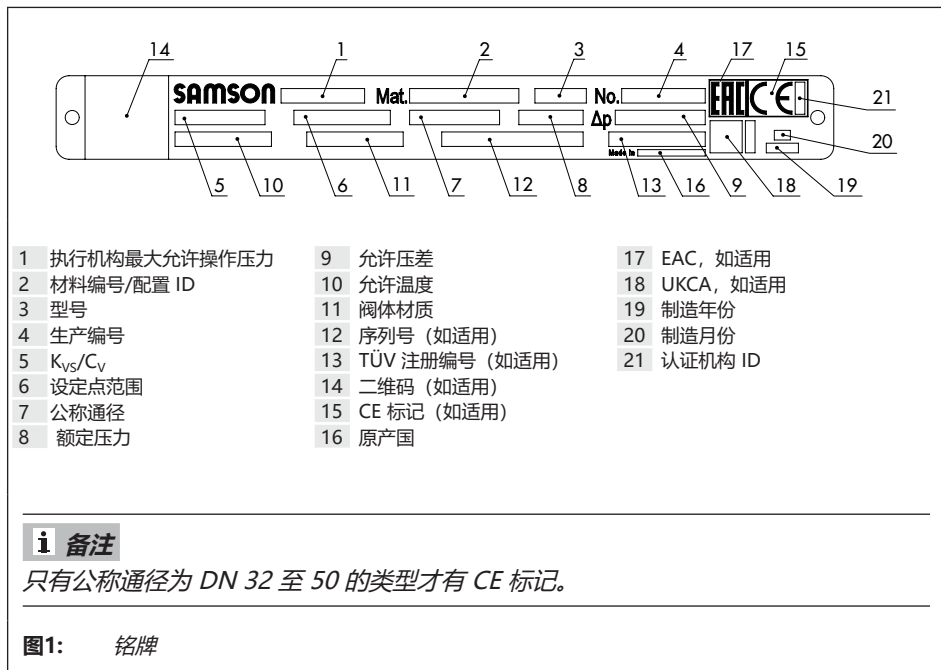 14 1 2 3 4 17 15
SAMSON Mat. No. EAC CE 21
Δp 20
Made in
5 10 6 11 7 12 8 13 16 9 18 19
1 执行机构最大允许操作压力
2 材料编号/配置 ID
3 型号
4 生产编号
5 KVS/CV
6 设定点范围
7 公称通径
8 额定压力
9 允许压差
10 允许温度
11 阀体材质
12 序列号（如适用）
13 TÜV 注册编号（如适用）
14 二维码（如适用）
15 CE 标记（如适用）
16 原产国
17 EAC，如适用
18 UKCA，如适用
19 制造年份
20 制造月份
21 认证机构 ID
i 备注
只有公称通径为 DN 32 至 50 的类型才有 CE 标记。
图1: 铭牌